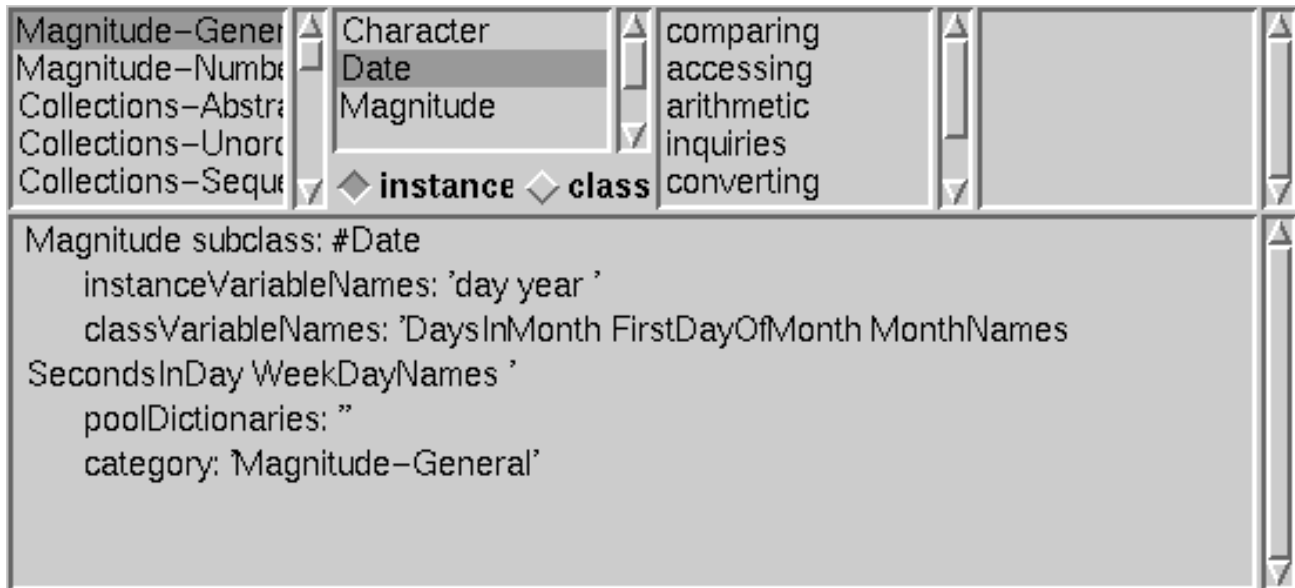 Magnitude–Gener
Magnitude–Numbe
Collections–Abstra
Collections–Unorc
Collections–Seque
Character
Date
Magnitude
instance class
comparing
accessing
arithmetic
inquiries
converting
Magnitude subclass: #Date
instanceVariableNames: 'day year '
classVariableNames: 'DaysInMonth FirstDayOfMonth MonthNames
SecondsInDay WeekDayNames '
poolDictionaries: ''
category: 'Magnitude–General'